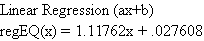 Linear Regression (ax+b)
regEQ(x) = 1.11762x + .027608